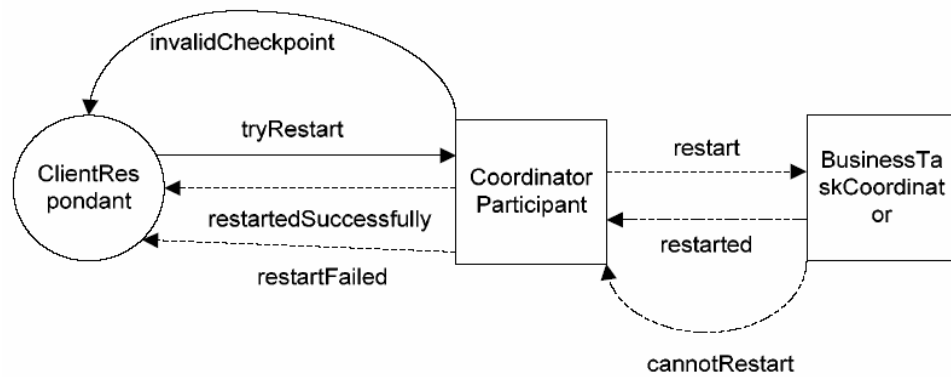 invalidCheckpoint
tryRestart
ClientRes
pondant
restartedSuccessfully
restartFailed
Coordinator
Participant
restart
restarted
cannotRestart
BusinessTa
skCoordinat
or